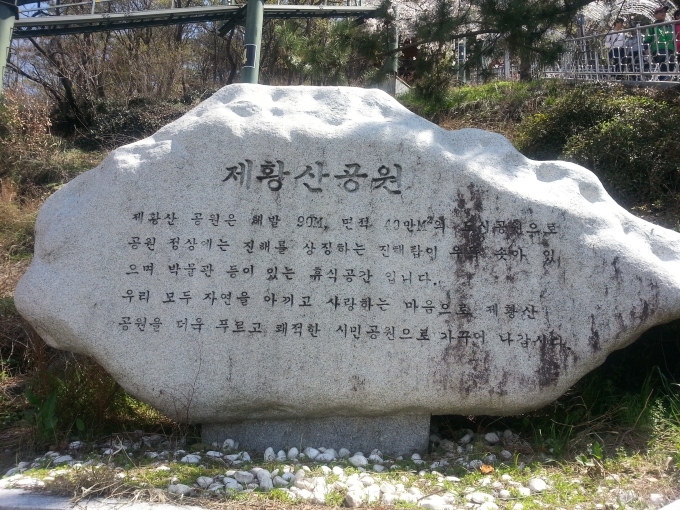 제황산공원
제황산 공원은 해발 90M, 면적 10만M²의 도시공원으로
공원 정상에는 진해를 상징하는 진해탑이 우뚝 솟아 있
으며 박물관 등이 있는 휴식공간 입니다.
우리 모두 자연을 아끼고 사랑하는 마음으로 제황산
공원을 더욱 푸르고 쾌적한 시민공원으로 가꾸어 나갑시다.